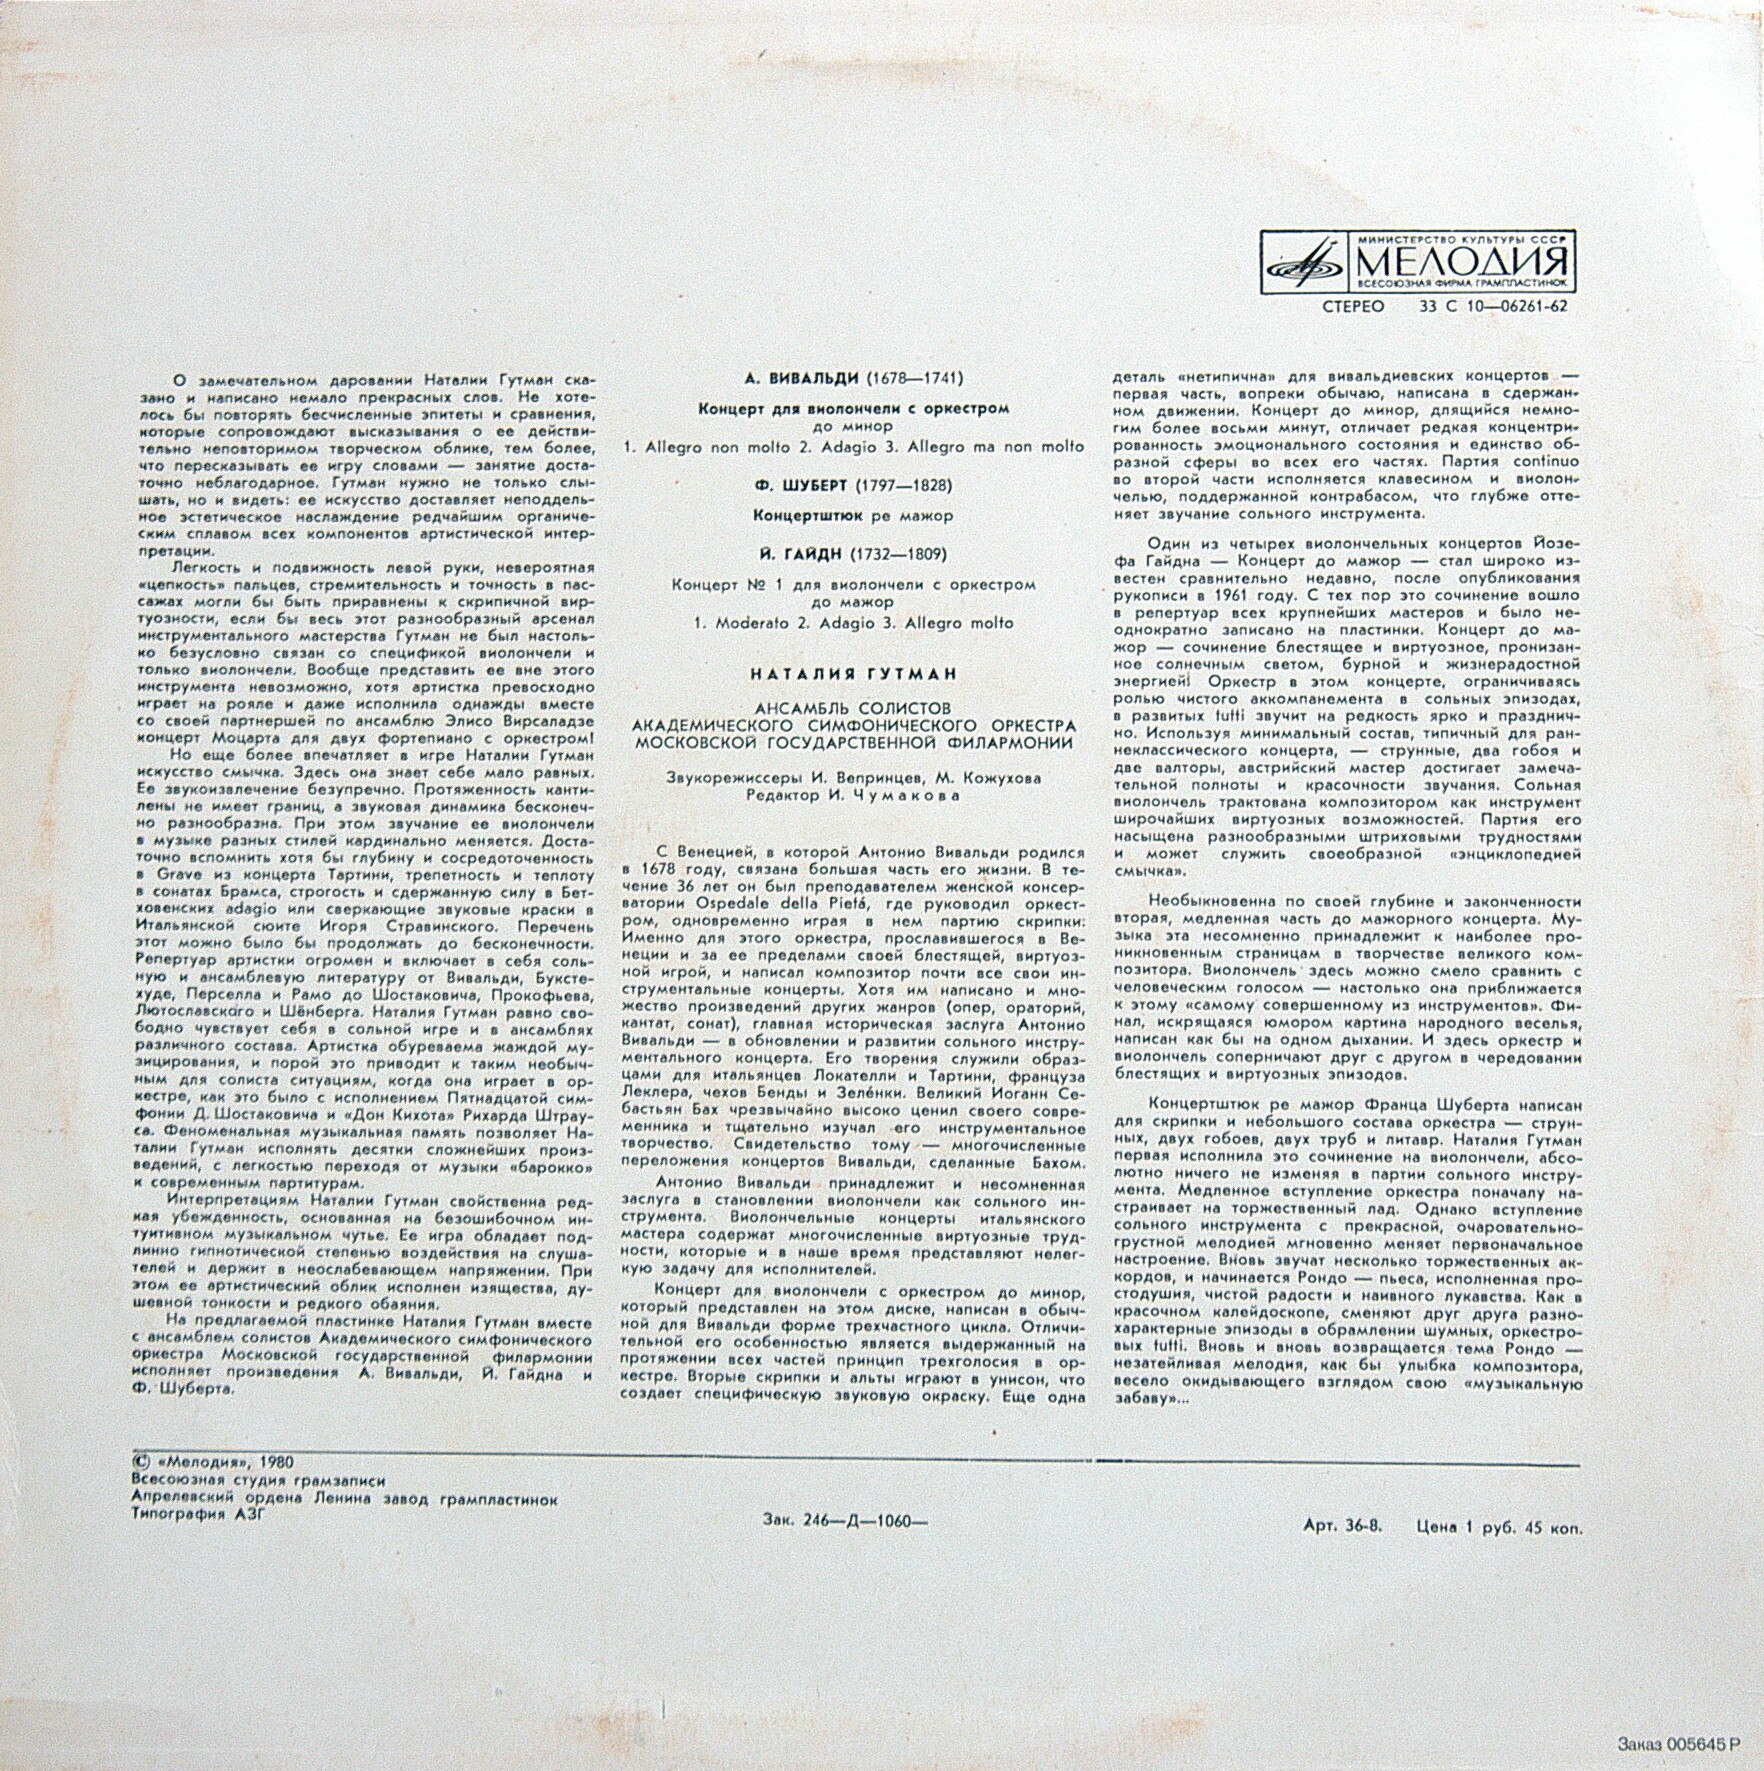 МИНИСТЕРСТВО КУЛЬТУРЫ СССР
МЕЛОДИЯ
ВСЕСОЮЗНАЯ ФИРМА ГРАМПЛАСТИНОК
СТЕРЕО 33 С 10—06261-62
О замечательном даровании Наталии Гутман ска-
зано и написано немало прекрасных слов. Не хоте-
лось бы повторять бесчисленные эпитеты и сравнения,
которые сопровождают высказывания о ее действи-
тельно неповторимом творческом облике, тем более,
что пересказывать ее игру словами — занятие доста-
точно неблагодарное. Гутман нужно не только слы-
шать, но и видеть: ее искусство доставляет неподдель-
ное эстетическое наслаждение редчайшим органиче-
ским сплавом всех компонентов артистической интер-
претации.
Легкость и подвижность левой руки, невероятная
«цепкость» пальцев, стремительность и точность в пас-
сажах могли бы быть приравнены к скрипичной вир-
туозности, если бы весь этот разнообразный арсенал
инструментального мастерства Гутман не был настоль-
ко безусловно связан со спецификой виолончели и
только виолончели. Вообще представить ее вне этого
инструмента невозможно, хотя артистка превосходно
играет на рояле и даже исполнила однажды вместе
со своей партнершей по ансамблю Элисо Вирсаладзе
концерт Моцарта для двух фортепиано с оркестром!
Но еще более впечатляет в игре Наталии Гутман
искусство смычка. Здесь она знает себе мало равных.
Ее звукоизвлечение безупречно. Протяженность канти-
лены не имеет границ, а звуковая динамика бесконеч-
но разнообразна. При этом звучание ее виолончели
в музыке разных стилей кардинально меняется. Доста-
точно вспомнить хотя бы глубину и сосредоточенность
в Grave из концерта Тартини, трепетность и теплоту
в сонатах Брамса, строгость и сдержанную силу в Бет-
ховенских adagio или сверкающие звуковые краски в
Итальянской сюите Игоря Стравинского. Перечень
этот можно было бы продолжать до бесконечности.
Репертуар артистки огромен и включает в себя соль-
ную и ансамблевую литературу от Вивальди, Буксте-
худе, Перселла и Рамо до Шостаковича, Прокофьева,
Лютославского и Шёнберга. Наталия Гутман равно сво-
бодно чувствует себя в сольной игре и в ансамблях
различного состава. Артистка обуреваема жаждой му-
зицирования, и порой это приводит к таким необыч-
ным для солиста ситуациям, когда она играет в ор-
кестре, как это было с исполнением Пятнадцатой сим-
фонии Д. Шостаковича и «Дон Кихота» Рихарда Штрау-
са. Феноменальная музыкальная память позволяет На-
талии Гутман исполнять десятки сложнейших произ-
ведений, с легкостью переходя от музыки «барокко»
к современным партитурам.
Интерпретациям Наталии Гутман свойственна ред-
кая убежденность, основанная на безошибочном ин-
туитивном музыкальном чутье. Ее игра обладает под-
линно гипнотической степенью воздействия на слуша-
телей и держит в неослабевающем напряжении. При
этом ее артистический облик исполнен изящества, ду-
шевной тонкости и редкого обаяния.
На предлагаемой пластинке Наталия Гутман вместе
с ансамблем солистов Академического симфонического
оркестра Московской государственной филармонии
исполняет произведения А. Вивальди, Й. Гайдна и
Ф. Шуберта.
А. ВИВАЛЬДИ (1678—1741)
Концерт для виолончели с оркестром
до минор
1. Allegro non molto 2. Adagio 3. Allegro ma non molto
Ф. ШУБЕРТ (1797—1828)
Концертштюк ре мажор
Й. ГАЙДН (1732—1809)
Концерт № 1 для виолончели с оркестром
до мажор
1. Moderato 2. Adagio 3. Allegro molto
НАТАЛИЯ ГУТМАН
АНСАМБЛЬ СОЛИСТОВ
АКАДЕМИЧЕСКОГО СИМФОНИЧЕСКОГО ОРКЕСТРА
МОСКОВСКОЙ ГОСУДАРСТВЕННОЙ ФИЛАРМОНИИ
Звукорежиссеры И. Вепринцев, М. Кожухова
Редактор И. Чумакова
С Венецией, в которой Антонио Вивальди родился
в 1678 году, связана большая часть его жизни. В те-
чение 36 лет он был преподавателем женской консер-
ватории Ospedale della Pietá, где руководил оркест-
ром, одновременно играя в нем партию скрипки.
Именно для этого оркестра, прославившегося в Ве-
неции и за ее пределами своей блестящей, виртуоз-
ной игрой, и написал композитор почти все свои ин-
струментальные концерты. Хотя им написано и мно-
жество произведений других жанров (опер, ораторий,
кантат, сонат), главная историческая заслуга Антонио
Вивальди — в обновлении и развитии сольного инстру-
ментального концерта. Его творения служили образ-
цами для итальянцев Локателли и Тартини, француза
Леклера, чехов Бенды и Зелёнки. Великий Иоганн Се-
бастьян Бах чрезвычайно высоко ценил своего совре-
менника и тщательно изучал его инструментальное
творчество. Свидетельство тому — многочисленные
переложения концертов Вивальди, сделанные Бахом.
Антонио Вивальди принадлежит и несомненная
заслуга в становлении виолончели как сольного ин-
струмента. Виолончельные концерты итальянского
мастера содержат многочисленные виртуозные труд-
ности, которые и в наше время представляют нелег-
кую задачу для исполнителей.
Концерт для виолончели с оркестром до минор,
который представлен на этом диске, написан в обыч-
ной для Вивальди форме трехчастного цикла. Отличи-
тельной его особенностью является выдержанный на
протяжении всех частей принцип трехголосия в ор-
кестре. Вторые скрипки и альты играют в унисон, что
создает специфическую звуковую окраску. Еще одна
деталь «нетипична» для вивальдиевских концертов —
первая часть, вопреки обычаю, написана в сдержан-
ном движении. Концерт до минор, длящийся немно-
гим более восьми минут, отличает редкая концентри-
рованность эмоционального состояния и единство об-
разной сферы во всех его частях. Партия continuo
во второй части исполняется клавесином и виолон-
челью, поддержанной контрабасом, что глубже отте-
няет звучание сольного инструмента.
Один из четырех виолончельных концертов Йозе-
фа Гайдна — Концерт до мажор — стал широко из-
вестен сравнительно недавно, после опубликования
рукописи в 1961 году. С тех пор это сочинение вошло
в репертуар всех крупнейших мастеров и было не-
однократно записано на пластинки. Концерт до ма-
жор — сочинение блестящее и виртуозное, пронизан-
ное солнечным светом, бурной и жизнерадостной
энергией! Оркестр в этом концерте, ограничиваясь
ролью чистого аккомпанемента в сольных эпизодах,
в развитых tutti звучит на редкость ярко и празднич-
но. Используя минимальный состав, типичный для ран-
неклассического концерта, — струнные, два гобоя и
две валторы, австрийский мастер достигает замеча-
тельной полноты и красочности звучания. Сольная
виолончель трактована композитором как инструмент
широчайших виртуозных возможностей. Партия его
насыщена разнообразными штриховыми трудностями
и может служить своеобразной «энциклопедией
смычка».
Необыкновенна по своей глубине и законченности
вторая, медленная часть до мажорного концерта. Му-
зыка эта несомненно принадлежит к наиболее про-
никновенным страницам в творчестве великого ком-
позитора. Виолончель здесь можно смело сравнить с
человеческим голосом — настолько она приближается
к этому «самому совершенному из инструментов». Фи-
нал, искрящаяся юмором картина народного веселья,
написан как бы на одном дыхании. И здесь оркестр и
виолончель соперничают друг с другом в чередовании
блестящих и виртуозных эпизодов.
Концертштюк ре мажор Франца Шуберта написан
для скрипки и небольшого состава оркестра — струн-
ных, двух гобоев, двух труб и литавр. Наталия Гутман
первая исполнила это сочинение на виолончели, абсо-
лютно ничего не изменяя в партии сольного инстру-
мента. Медленное вступление оркестра поначалу на-
страивает на торжественный лад. Однако вступление
сольного инструмента с прекрасной, очаровательно-
грустной мелодией мгновенно меняет первоначальное
настроение. Вновь звучат несколько торжественных ак-
кордов, и начинается Рондо — пьеса, исполненная про-
стодушия, чистой радости и наивного лукавства. Как в
красочном калейдоскопе, сменяют друг друга разно-
характерные эпизоды в обрамлении шумных, оркестро-
вых tutti. Вновь и вновь возвращается тема Рондо —
незатейливая мелодия, как бы улыбка композитора,
весело окидывающего взглядом свою «музыкальную
забаву»...
© «Мелодия», 1980
Всесоюзная студия грамзаписи
Апрелевский ордена Ленина завод грампластинок
Типография АЗГ
Зак. 246—Д—1060—
Арт. 36-8. Цена 1 руб. 45 коп.
Заказ 005645 Р